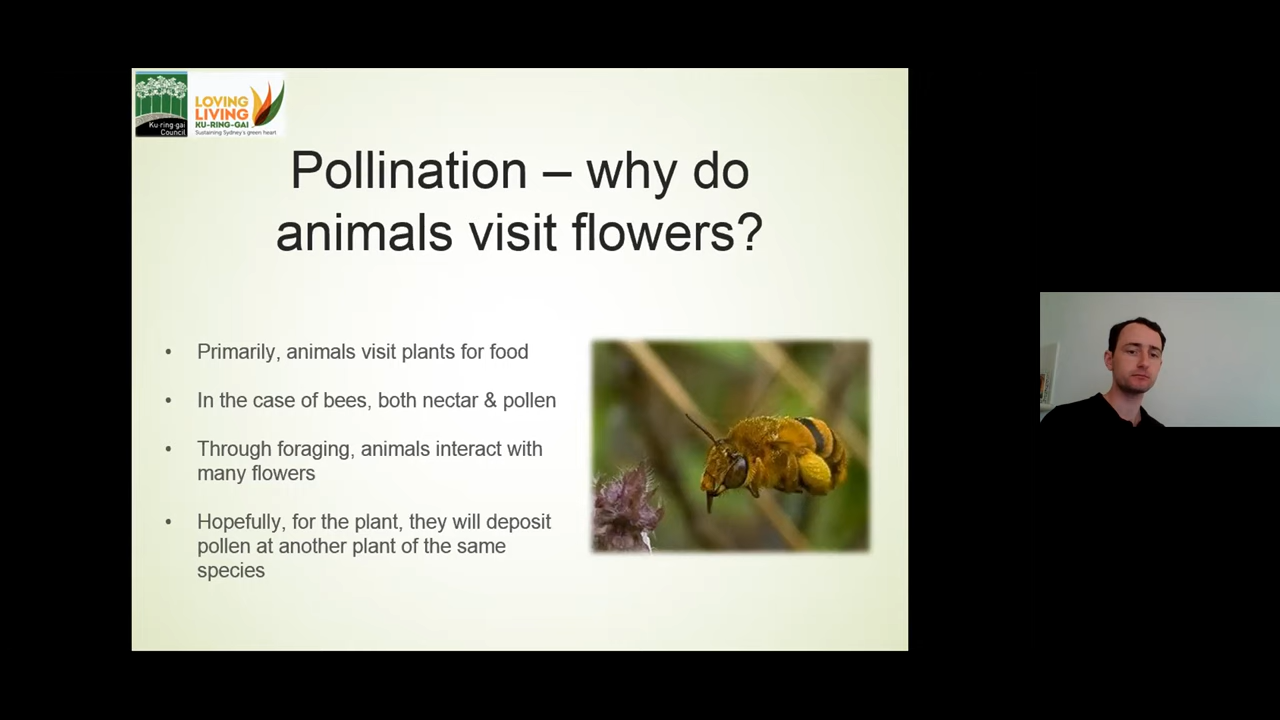 Ku-ring-gai
Council
LOVING
LIVING
KU-RING-GAI
Sustaining Sydney's green heart
Pollination – why do
animals visit flowers?
• Primarily, animals visit plants for food
• In the case of bees, both nectar & pollen
• Through foraging, animals interact with
many flowers
• Hopefully, for the plant, they will deposit
pollen at another plant of the same
species